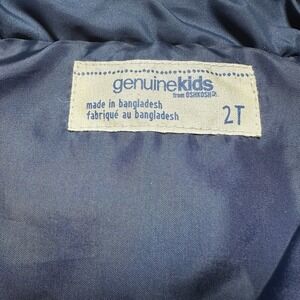 genuinekids
from OSHKOSH
made in bangladesh
fabriqué au bangladesh
2T